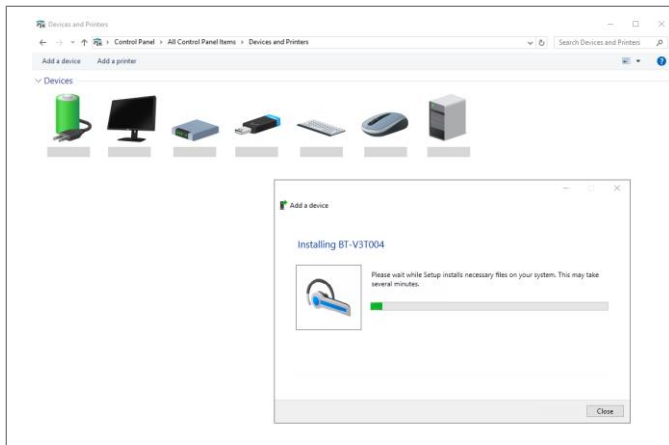 Devices and Printers
Control Panel › All Control Panel Items › Devices and Printers
Search Devices and Printers
Add a device Add a printer
Devices
Add a device
Installing BT-V3T004
Please wait while Setup installs necessary files on your system. This may take
several minutes.
Close